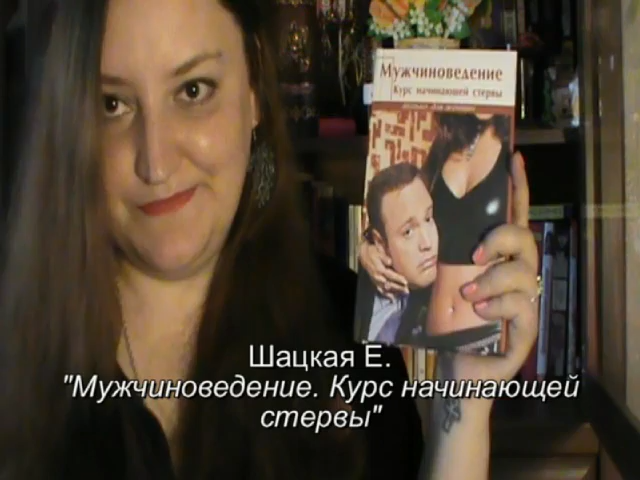 Мужчиноведение
Курс начинающей стервы
Шацкая Е.
"Мужчиноведение. Курс начинающей
стервы"